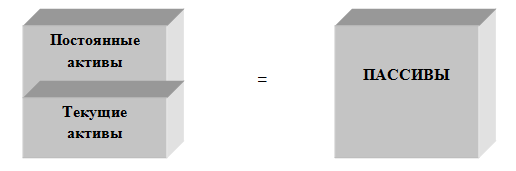 Постоянные
активы
Текущие
активы
=
ПАССИВЫ